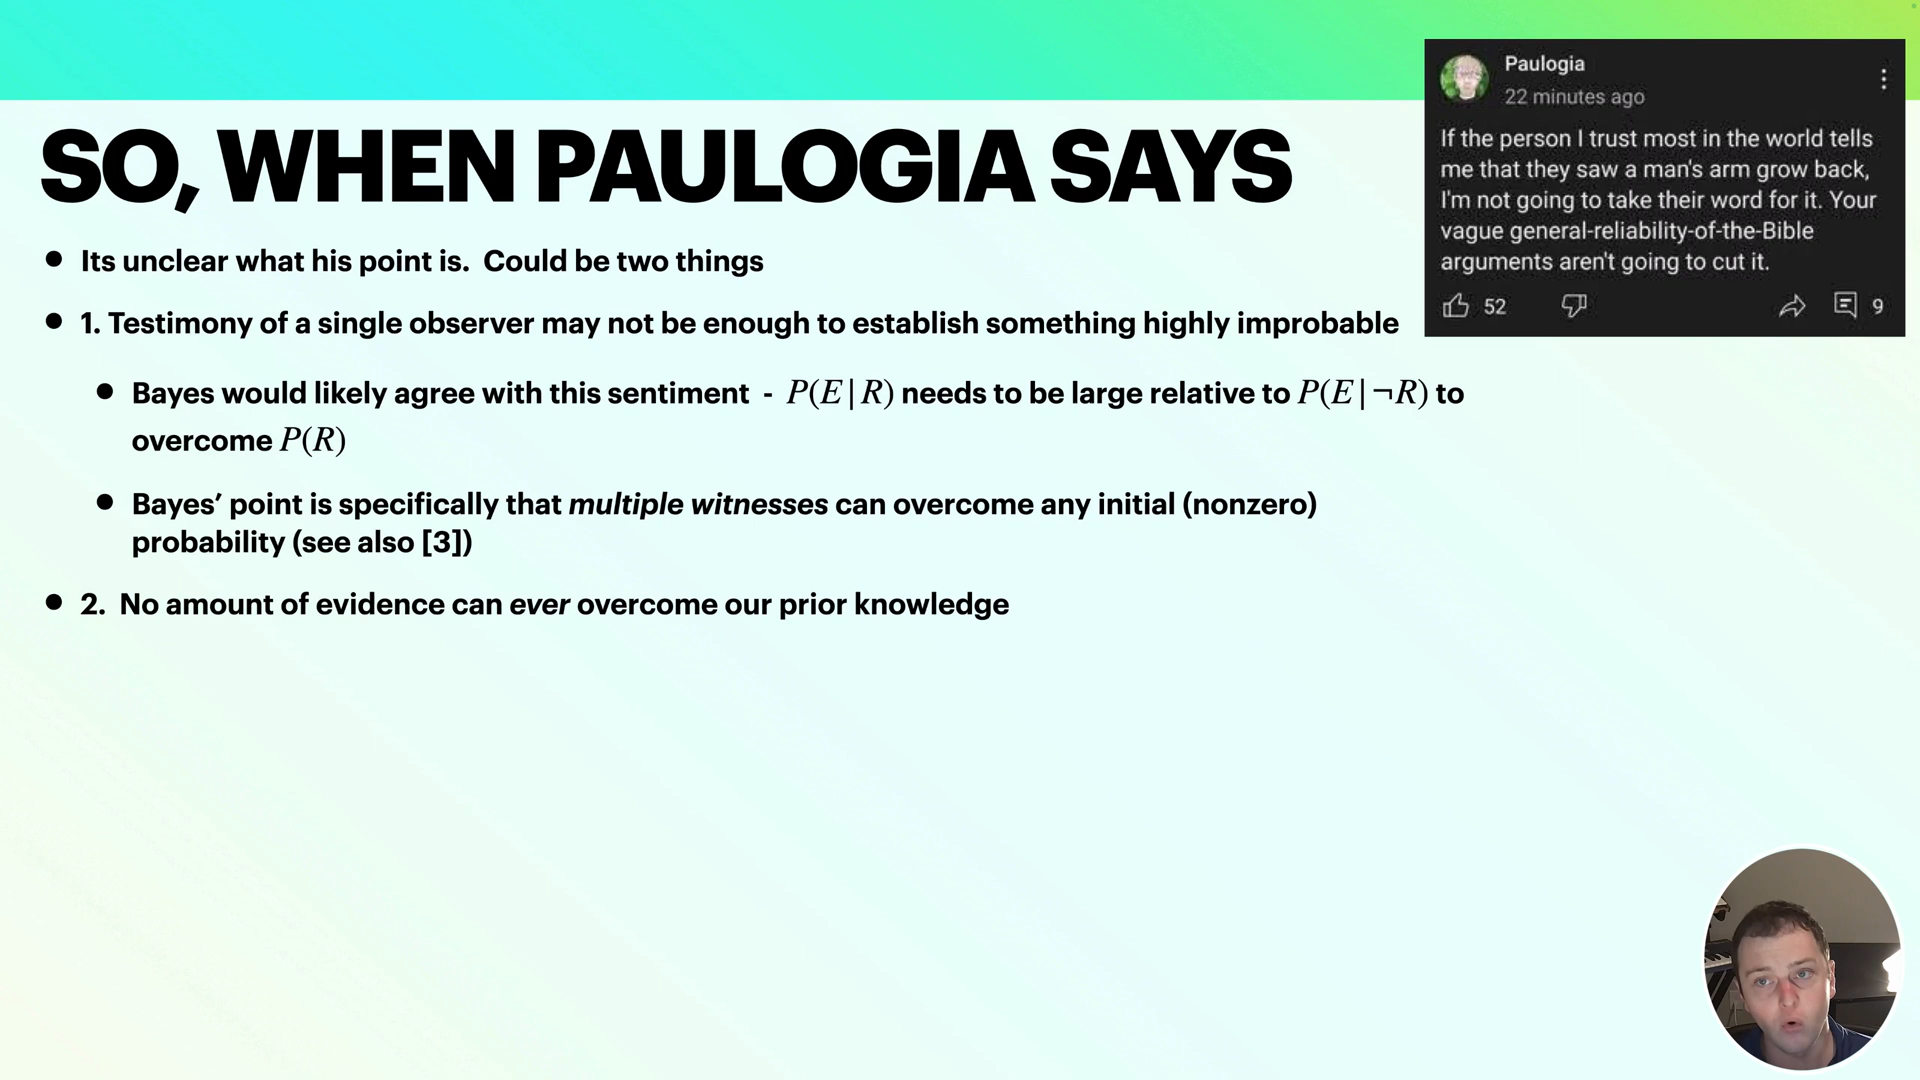 SO, WHEN PAULOGIA SAYS
• Its unclear what his point is.  Could be two things
• 1. Testimony of a single observer may not be enough to establish something highly improbable
• Bayes would likely agree with this sentiment  -  P(E|R) needs to be large relative to P(E|¬R) to
overcome P(R)
• Bayes’ point is specifically that multiple witnesses can overcome any initial (nonzero)
probability (see also [3])
• 2.  No amount of evidence can ever overcome our prior knowledge
Paulogia
22 minutes ago
If the person I trust most in the world tells
me that they saw a man's arm grow back,
I'm not going to take their word for it. Your
vague general-reliability-of-the-Bible
arguments aren't going to cut it.
52
9